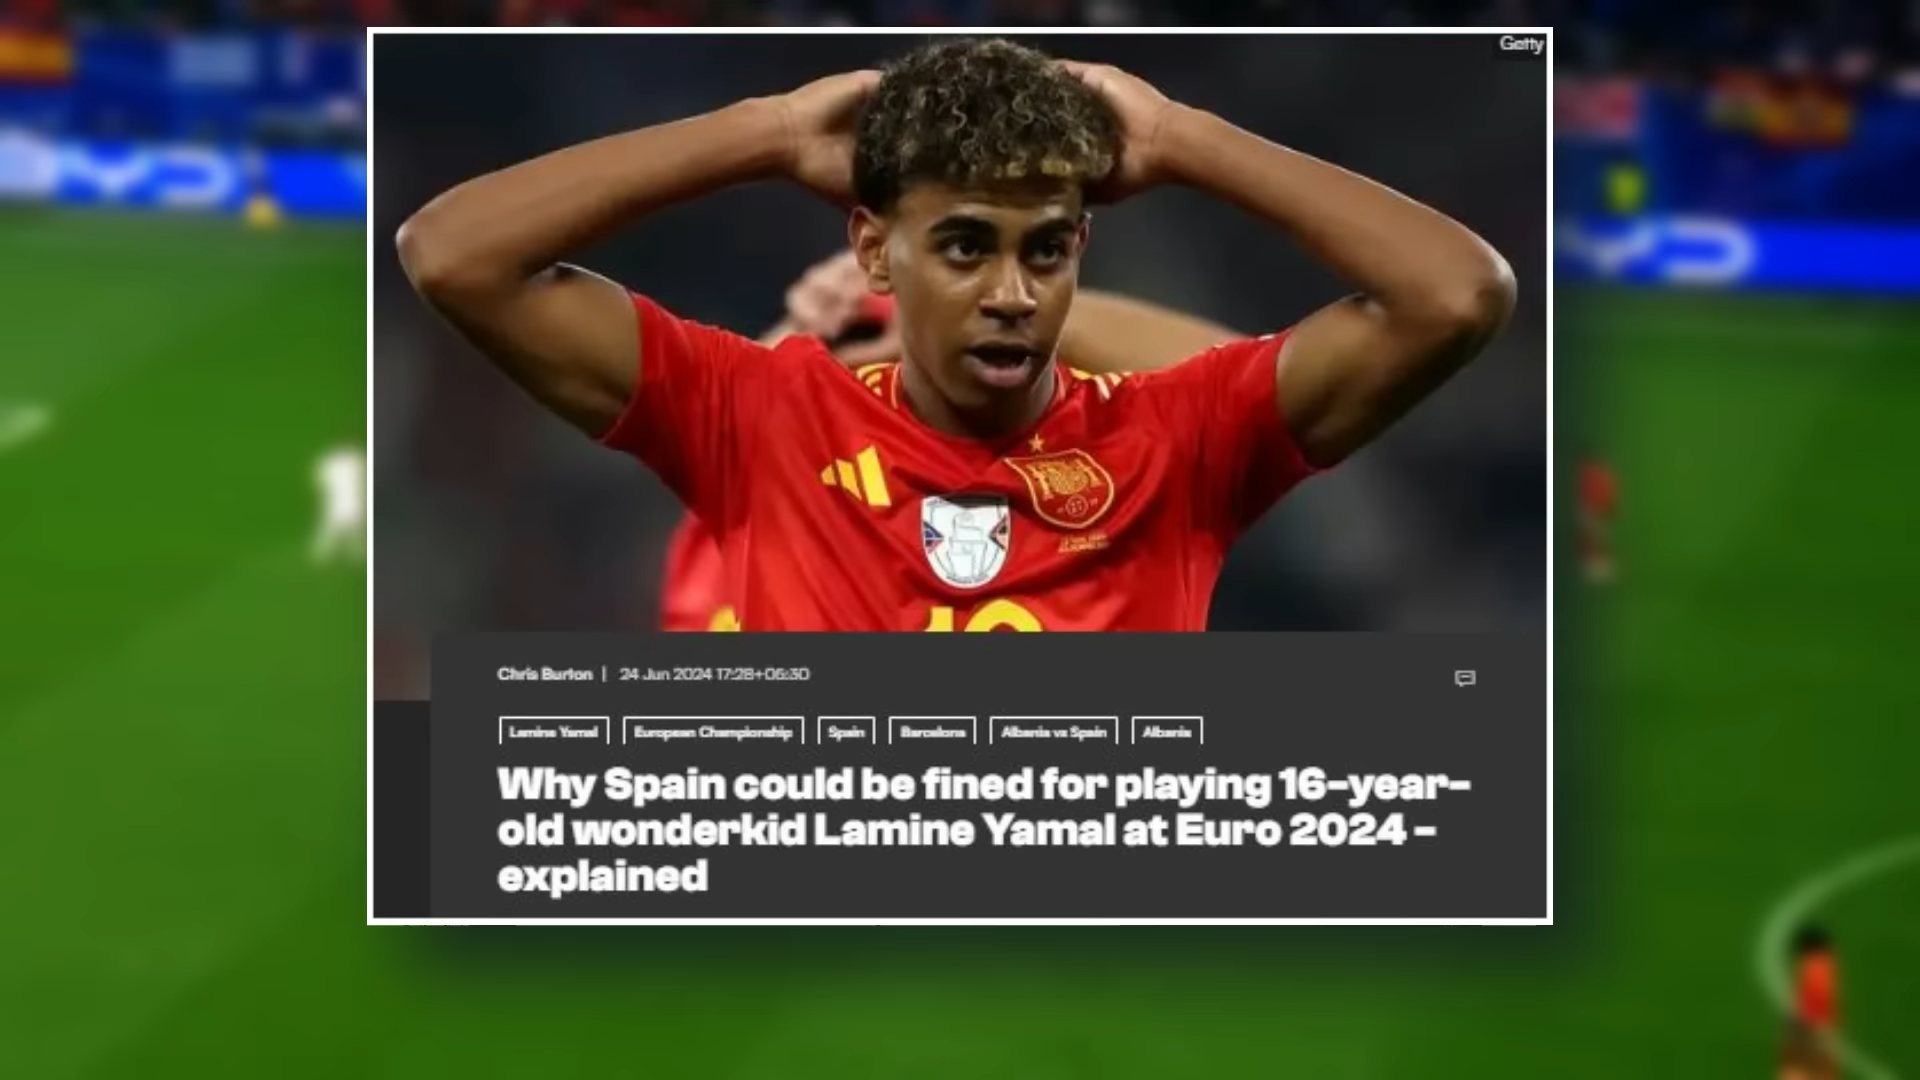 Getty
Chris Burton | 24 Jun 2024 17:28+05:30
Lamine Yamal
European Championship
Spain
Barcelona
Albania vs Spain
Albania
Why Spain could be fined for playing 16-year-
old wonderkid Lamine Yamal at Euro 2024 -
explained